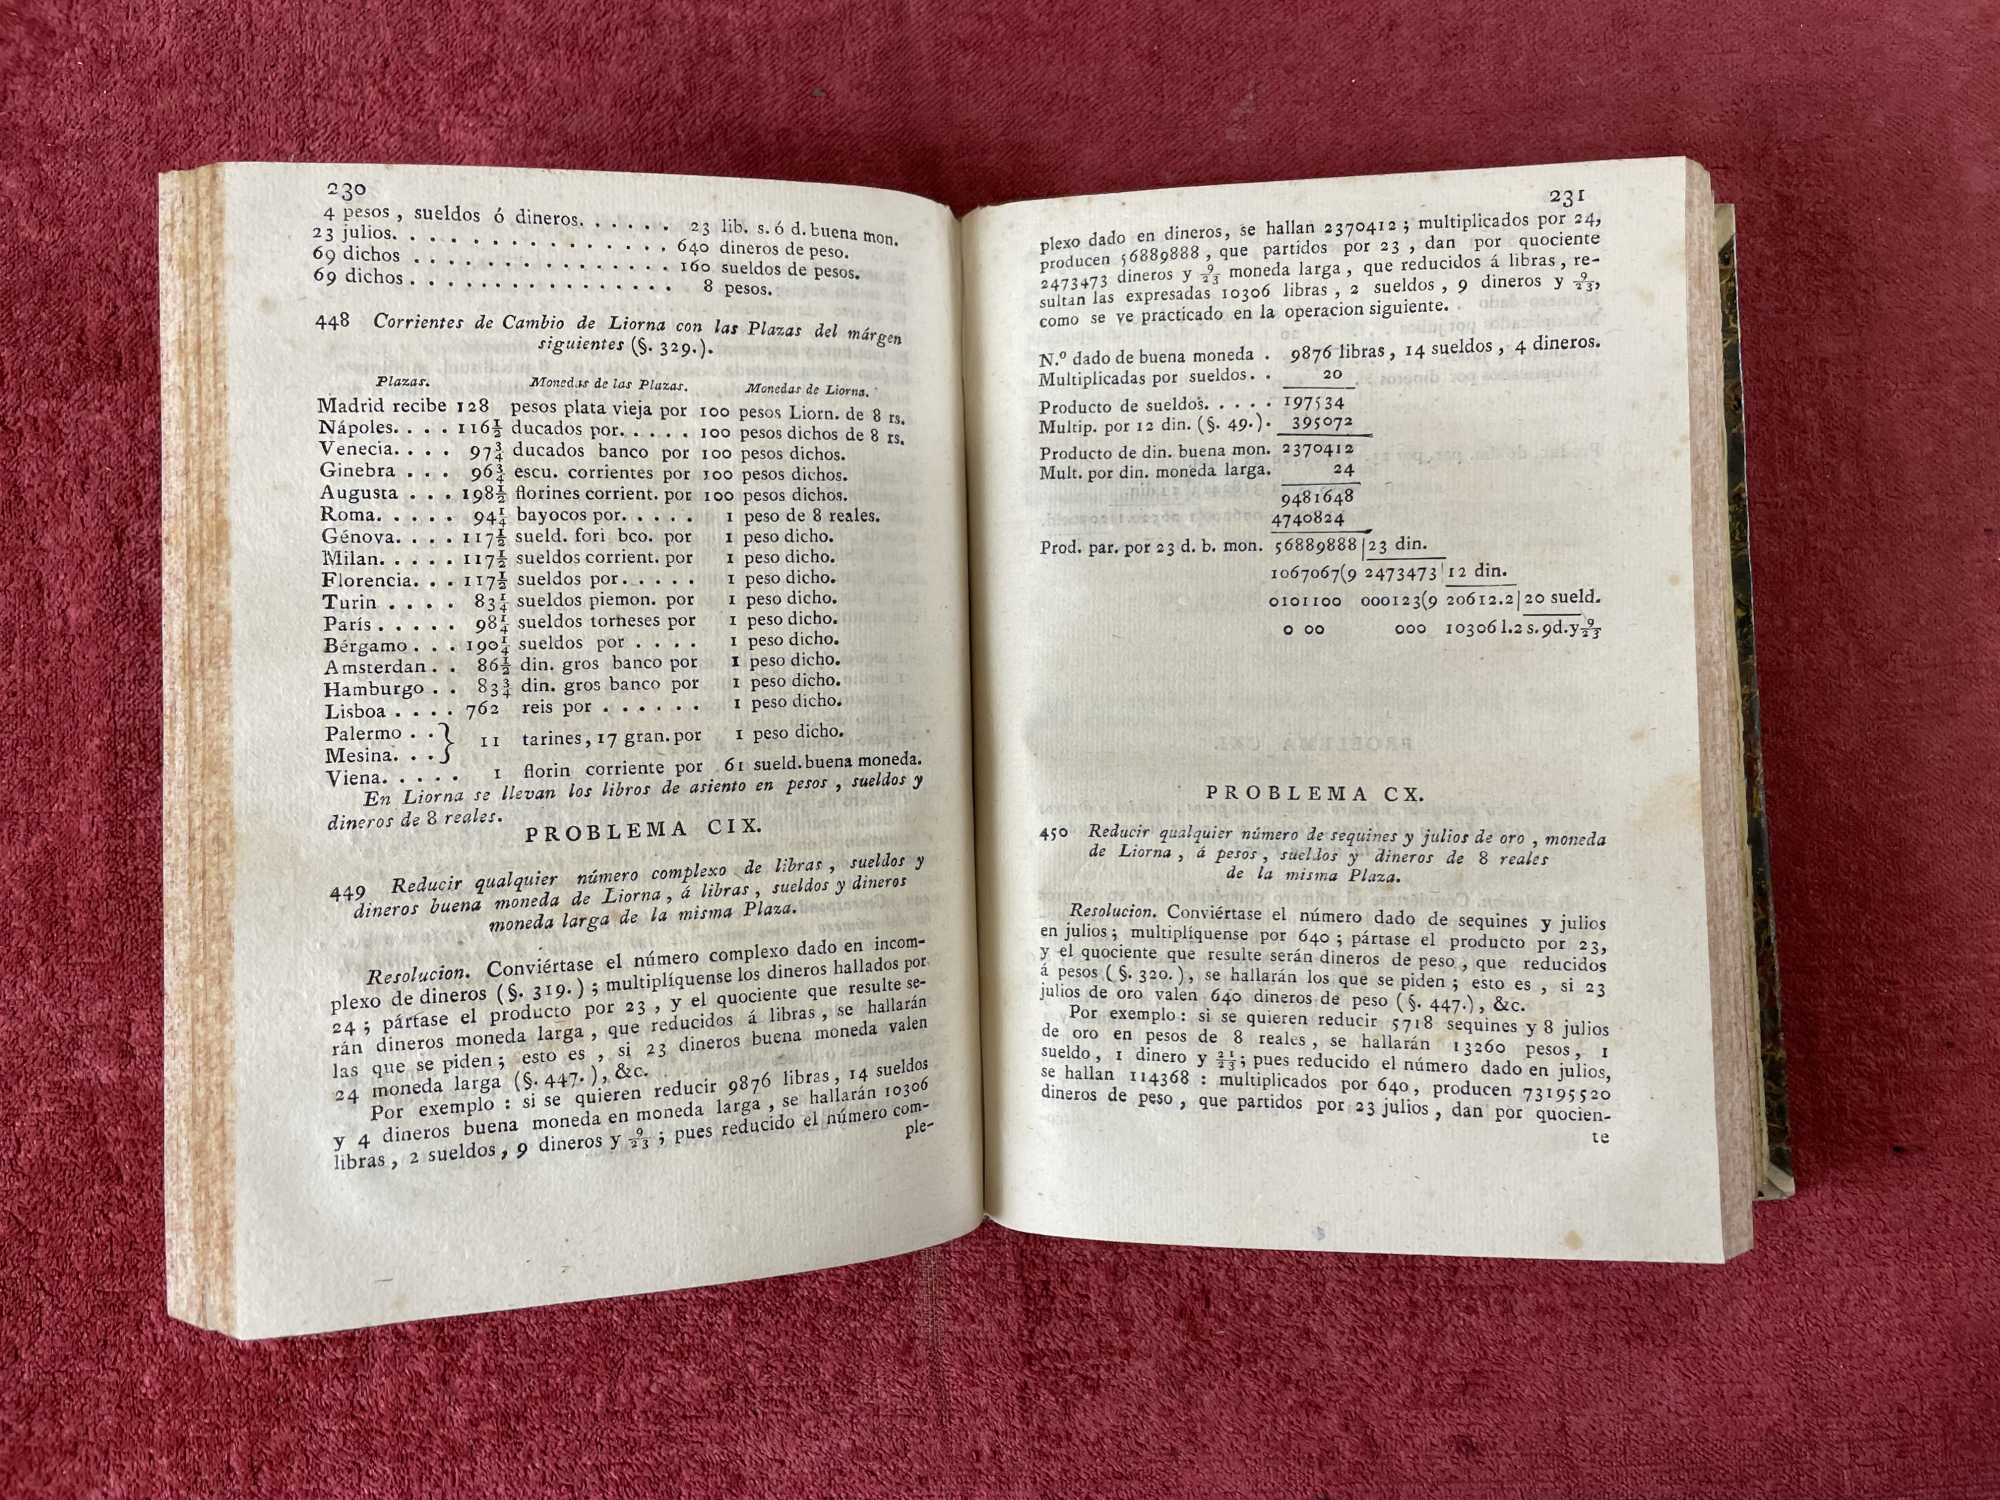 230
4 pesos, sueldos ó dineros. . . . . . 23 lib. s. ó d. buena mon.
23 julios. . . . . . . . . . . . . . . 640 dineros de peso.
69 dichos . . . . . . . . . . . . . . . 160 sueldos de pesos.
69 dichos . . . . . . . . . . . . . . . 8 pesos.
448 Corrientes de Cambio de Liorna con las Plazas del márgen
siguientes (§. 329.).
Plazas. Monedas de las Plazas. Monedas de Liorna.
Madrid recibe 128 pesos plata vieja por 100 pesos Liorn. de 8 rs.
Nápoles. . . . 116½ ducados por. . . . . 100 pesos dichos de 8 rs.
Venecia. . . . 97¾ ducados banco por 100 pesos dichos.
Ginebra . . . 96¾ escu. corrientes por 100 pesos dichos.
Augusta . . . 198½ florines corrient. por 100 pesos dichos.
Roma. . . . . 94¼ bayocos por. . . . . 1 peso de 8 reales.
Génova. . . . 117½ sueld. fori bco. por 1 peso dicho.
Milan. . . . . 117½ sueldos corrient. por 1 peso dicho.
Florencia. . . 117½ sueldos por . . . . . 1 peso dicho.
Turin . . . . 83¼ sueldos piemon. por 1 peso dicho.
París . . . . . 98¼ sueldos torneses por 1 peso dicho.
Bérgamo . . . 190¼ sueldos por . . . . 1 peso dicho.
Amsterdan . . 86½ din. gros banco por 1 peso dicho.
Hamburgo . . 83¾ din. gros banco por 1 peso dicho.
Lisboa . . . . 762 reis por . . . . . . 1 peso dicho.
Palermo . . } 11 tarines, 17 gran. por 1 peso dicho.
Mesina. . . }
Viena. . . . . 1 florin corriente por 61 sueld. buena moneda.
En Liorna se llevan los libros de asiento en pesos, sueldos y
dineros de 8 reales.
PROBLEMA CIX.
449 Reducir qualquier número complexo de libras, sueldos y
dineros buena moneda de Liorna, á libras, sueldos y dineros
moneda larga de la misma Plaza.
Resolucion. Conviértase el número complexo dado en incom-
plexo de dineros (§. 319.); multiplíquense los dineros hallados por
24; pártase el producto por 23, y el quociente que resulte se-
rán dineros moneda larga, que reducidos á libras, se hallarán
las que se piden; esto es, si 23 dineros buena moneda valen
24 moneda larga (§. 447.), &c.
Por exemplo: si se quieren reducir 9876 libras, 14 sueldos
y 4 dineros buena moneda en moneda larga, se hallarán 10306
libras, 2 sueldos, 9 dineros y 9/23; pues reducido el número com-
ple-
231
plexo dado en dineros, se hallan 2370412; multiplicados por 24,
producen 56889888, que partidos por 23, dan por quociente
2473473 dineros y 9/23 moneda larga, que reducidos á libras, re-
sultan las expresadas 10306 libras, 2 sueldos, 9 dineros y 9/23,
como se ve practicado en la operacion siguiente.
N.º dado de buena moneda . 9876 libras, 14 sueldos, 4 dineros.
Multiplicadas por sueldos. . 20
Producto de sueldos. . . . . 197534
Multip. por 12 din. (§. 49.). 395072
Producto de din. buena mon. 2370412
Mult. por din. moneda larga. 24
9481648
4740824
Prod. par. por 23 d. b. mon. 56889888|23 din.
1067067(9 2473473|12 din.
0101100 000123(9 20612.2|20 sueld.
0 00 000 10306 l. 2 s. 9d. y 9/23
PROBLEMA CX.
450 Reducir qualquier número de sequines y julios de oro, moneda
de Liorna, á pesos, sueldos y dineros de 8 reales
de la misma Plaza.
Resolucion. Conviértase el número dado de sequines y julios
en julios; multiplíquense por 640; pártase el producto por 23,
y el quociente que resulte serán dineros de peso, que reducidos
á pesos (§. 320.), se hallarán los que se piden; esto es, si 23
julios de oro valen 640 dineros de peso (§. 447.), &c.
Por exemplo: si se quieren reducir 5718 sequines y 8 julios
de oro en pesos de 8 reales, se hallarán 13260 pesos, 1
sueldo, 1 dinero y 21/23; pues reducido el número dado en julios,
se hallan 114368: multiplicados por 640, producen 73195520
dineros de peso, que partidos por 23 julios, dan por quocien-
te